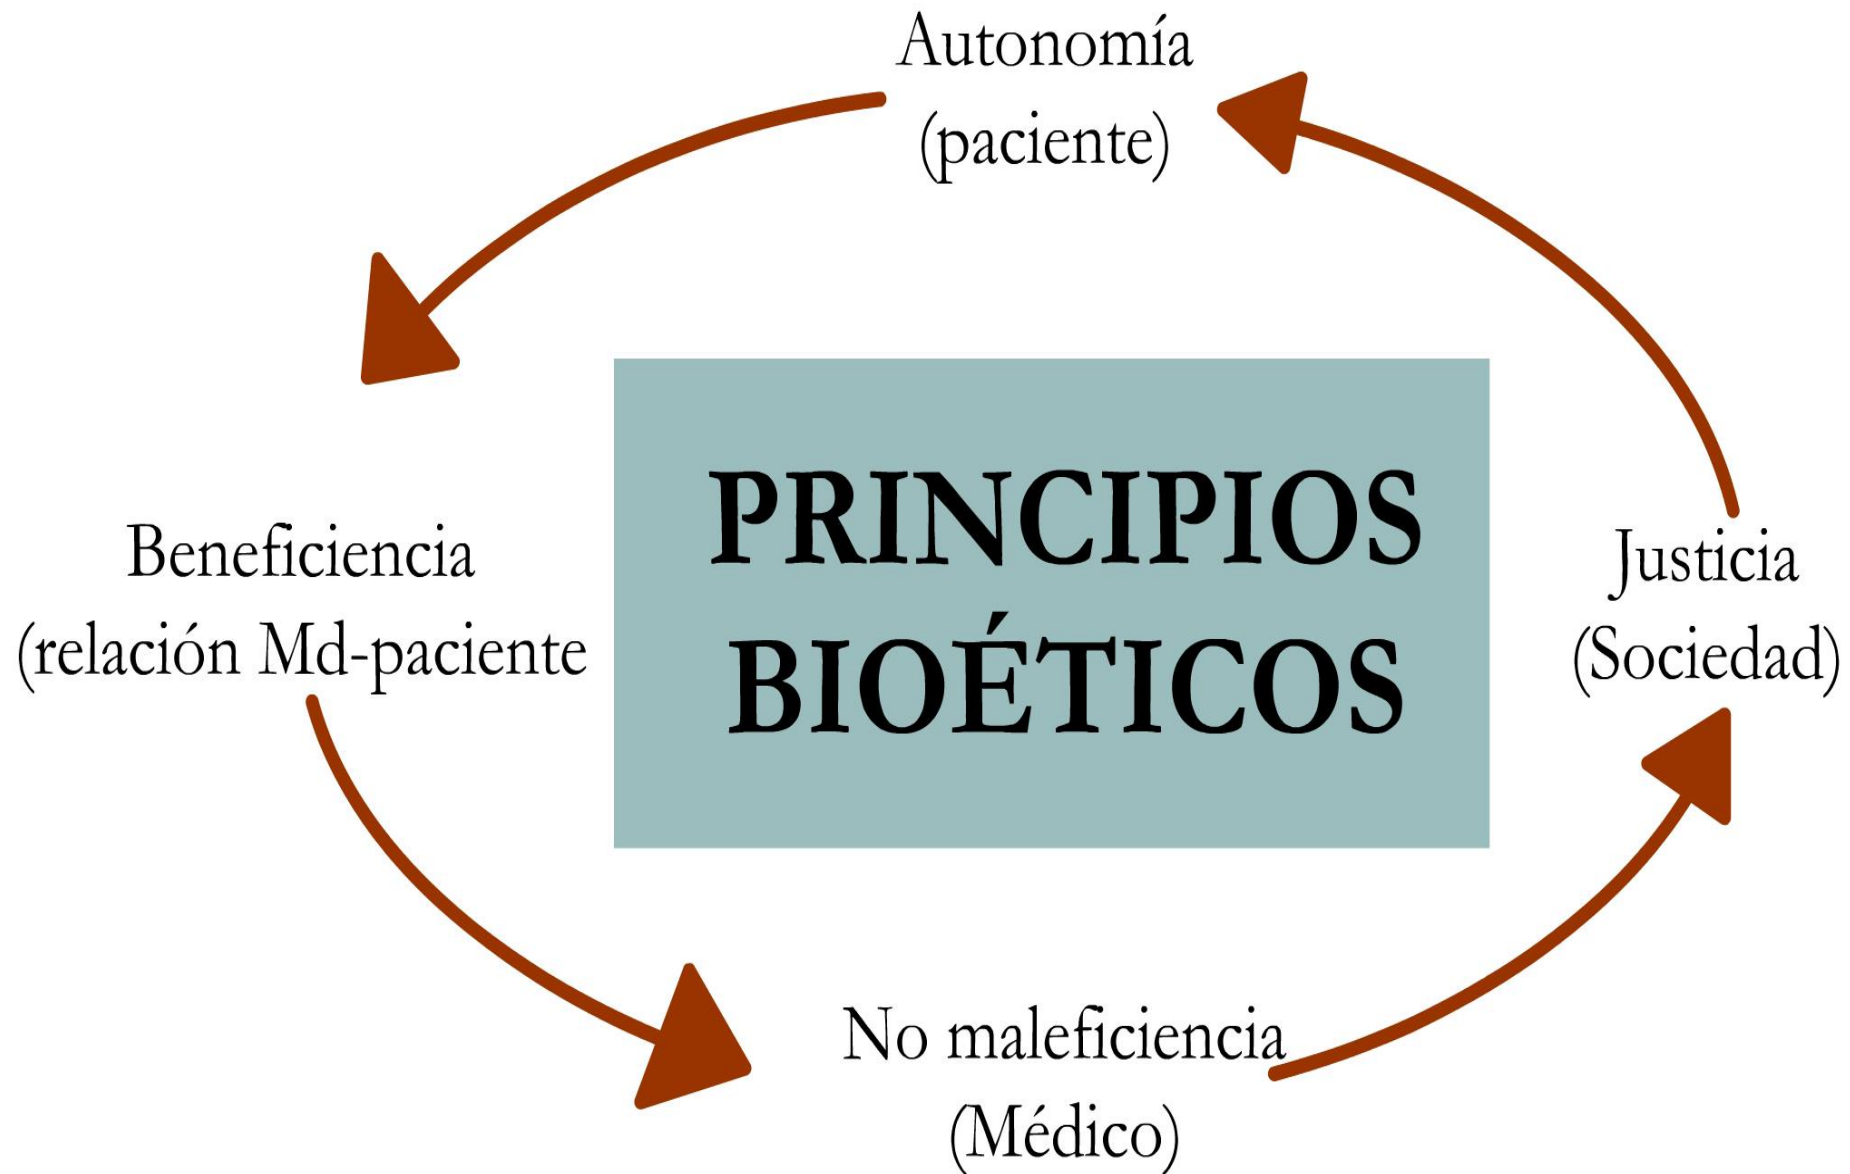 Autonomía
(paciente)
PRINCIPIOS
BIOÉTICOS
Beneficiencia
(relación Md-paciente
Justicia
(Sociedad)
No maleficiencia
(Médico)